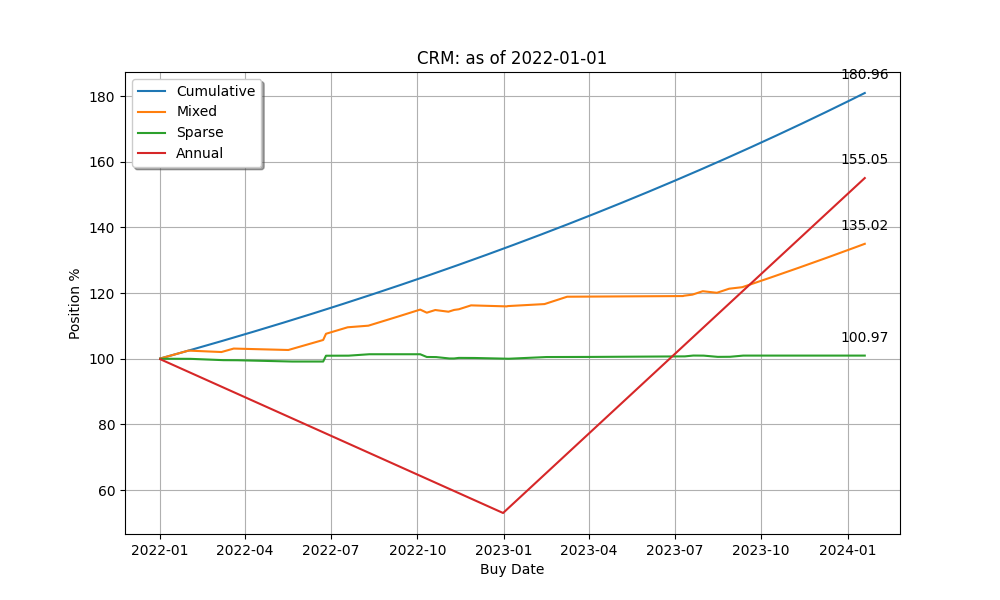 CRM: as of 2022-01-01
180.96
180
Cumulative
Mixed
Sparse
Annual
160
155.05
140
135.02
120
100.97
100
80
60
Position %
2022-01 2022-04 2022-07 2022-10 2023-01 2023-04 2023-07 2023-10 2024-01
Buy Date